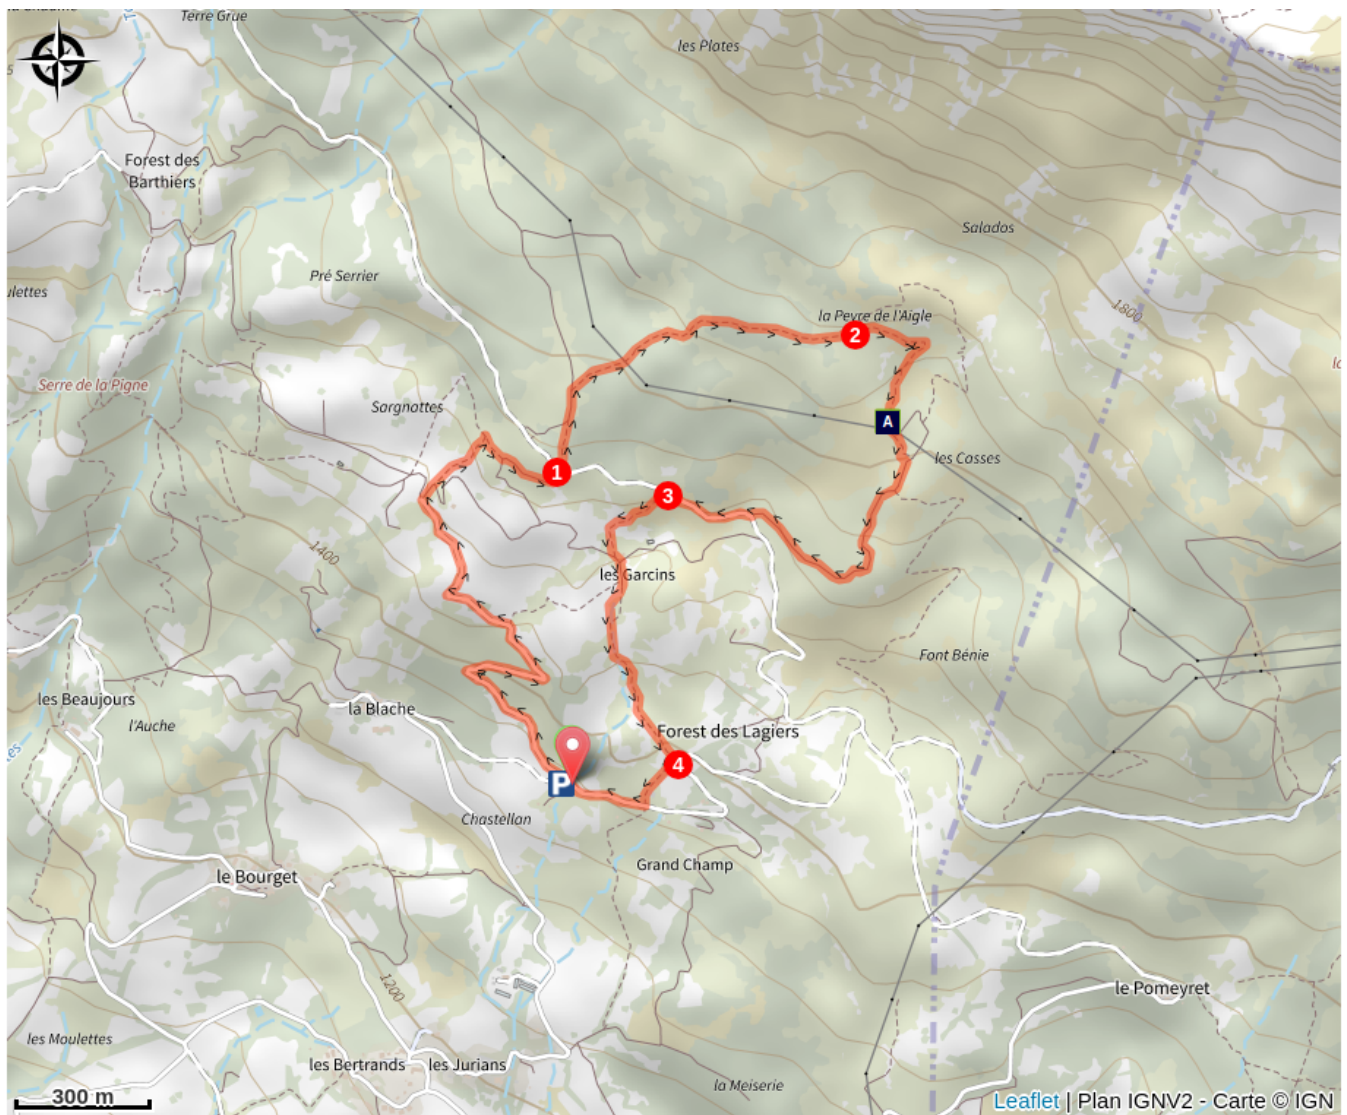 Terre Grue
les Plates
Forest des
Barthiers
Salados
Pré Serrier
1800
la Peyre de l'Aigle
2
Serre de la Pigne
Sargnottes
A
les Casses
1
3
1400
les Garcins
Font Bénie
les Beaujours
la Blache
l'Auche
Forest des Lagiers
4
P
Chastellan
Grand Champ
le Bourget
1200
le Pomeyret
les Moulettes
les Bertrands
les Jurians
la Meiserie
300 m
Leaflet | Plan IGNV2 - Carte © IGN